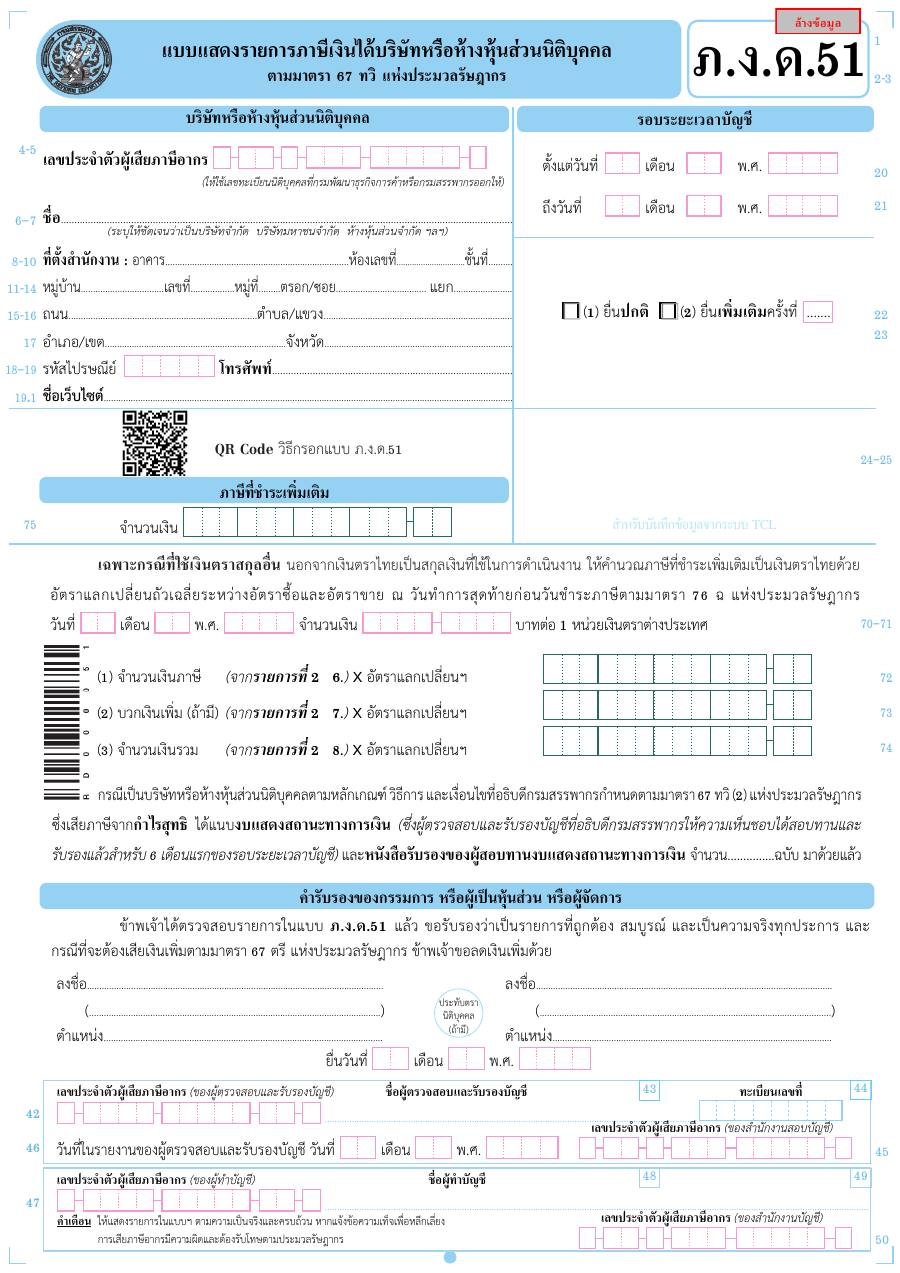 ล้างข้อมูล
แบบแสดงรายการภาษีเงินได้บริษัทหรือห้างหุ้นส่วนนิติบุคคล
ตามมาตรา 67 ทวิ แห่งประมวลรัษฎากร
ภ.ง.ด.51
1
2-3
บริษัทหรือห้างหุ้นส่วนนิติบุคคล
รอบระยะเวลาบัญชี
4-5 เลขประจำตัวผู้เสียภาษีอากร
(ให้ใช้เลขทะเบียนนิติบุคคลที่กรมพัฒนาธุรกิจการค้าหรือกรมสรรพากรออกให้)
ตั้งแต่วันที่ เดือน พ.ศ. 20
ถึงวันที่ เดือน พ.ศ. 21
6-7 ชื่อ
(ระบุให้ชัดเจนว่าเป็นบริษัทจำกัด บริษัทมหาชนจำกัด ห้างหุ้นส่วนจำกัด ฯลฯ)
8-10 ที่ตั้งสำนักงาน : อาคาร ห้องเลขที่ ชั้นที่
11-14 หมู่บ้าน เลขที่ หมู่ที่ ตรอก/ซอย แยก
15-16 ถนน ตำบล/แขวง
17 อำเภอ/เขต จังหวัด
18-19 รหัสไปรษณีย์ โทรศัพท์
19.1 ชื่อเว็บไซต์
(1) ยื่นปกติ (2) ยื่นเพิ่มเติมครั้งที่ ....... 22
23
QR Code วิธีกรอกแบบ ภ.ง.ด.51
24-25
ภาษีที่ชำระเพิ่มเติม
75 จำนวนเงิน
สำหรับบันทึกข้อมูลจากระบบ TCL
เฉพาะกรณีที่ใช้เงินตราสกุลอื่น นอกจากเงินตราไทยเป็นสกุลเงินที่ใช้ในการดำเนินงาน ให้คำนวณภาษีที่ชำระเพิ่มเติมเป็นเงินตราไทยด้วย
อัตราแลกเปลี่ยนถัวเฉลี่ยระหว่างอัตราซื้อและอัตราขาย ณ วันทำการสุดท้ายก่อนวันชำระภาษีตามมาตรา 76 ฉ แห่งประมวลรัษฎากร
วันที่ เดือน พ.ศ. จำนวนเงิน บาทต่อ 1 หน่วยเงินตราต่างประเทศ 70-71
(1) จำนวนเงินภาษี (จากรายการที่ 2 6.) X อัตราแลกเปลี่ยนฯ 72
(2) บวกเงินเพิ่ม (ถ้ามี) (จากรายการที่ 2 7.) X อัตราแลกเปลี่ยนฯ 73
(3) จำนวนเงินรวม (จากรายการที่ 2 8.) X อัตราแลกเปลี่ยนฯ 74
กรณีเป็นบริษัทหรือห้างหุ้นส่วนนิติบุคคลตามหลักเกณฑ์ วิธีการ และเงื่อนไขที่อธิบดีกรมสรรพากรกำหนดตามมาตรา 67 ทวิ (2) แห่งประมวลรัษฎากร
ซึ่งเสียภาษีจากกำไรสุทธิ ได้แนบงบแสดงสถานะทางการเงิน (ซึ่งผู้ตรวจสอบและรับรองบัญชีที่อธิบดีกรมสรรพากรให้ความเห็นชอบได้สอบทานและ
รับรองแล้วสำหรับ 6 เดือนแรกของรอบระยะเวลาบัญชี) และหนังสือรับรองของผู้สอบทานงบแสดงสถานะทางการเงิน จำนวน...............ฉบับ มาด้วยแล้ว
คำรับรองของกรรมการ หรือผู้เป็นหุ้นส่วน หรือผู้จัดการ
ข้าพเจ้าได้ตรวจสอบรายการในแบบ ภ.ง.ด.51 แล้ว ขอรับรองว่าเป็นรายการที่ถูกต้อง สมบูรณ์ และเป็นความจริงทุกประการ และ
กรณีที่จะต้องเสียเงินเพิ่มตามมาตรา 67 ตรี แห่งประมวลรัษฎากร ข้าพเจ้าขอลดเงินเพิ่มด้วย
ลงชื่อ ลงชื่อ
( ) ( )
ตำแหน่ง ตำแหน่ง
ประทับตรา
นิติบุคคล
(ถ้ามี)
ยื่นวันที่ เดือน พ.ศ.
เลขประจำตัวผู้เสียภาษีอากร (ของผู้ตรวจสอบและรับรองบัญชี) ชื่อผู้ตรวจสอบและรับรองบัญชี 43 ทะเบียนเลขที่ 44
42
เลขประจำตัวผู้เสียภาษีอากร (ของสำนักงานสอบบัญชี)
46 วันที่ในรายงานของผู้ตรวจสอบและรับรองบัญชี วันที่ เดือน พ.ศ. 45
เลขประจำตัวผู้เสียภาษีอากร (ของผู้ทำบัญชี) ชื่อผู้ทำบัญชี 48 49
47
คำเตือน ให้แสดงรายการในแบบฯ ตามความเป็นจริงและครบถ้วน หากแจ้งข้อความเท็จเพื่อหลีกเลี่ยง
การเสียภาษีอากรมีความผิดและต้องรับโทษตามประมวลรัษฎากร
เลขประจำตัวผู้เสียภาษีอากร (ของสำนักงานบัญชี)
50